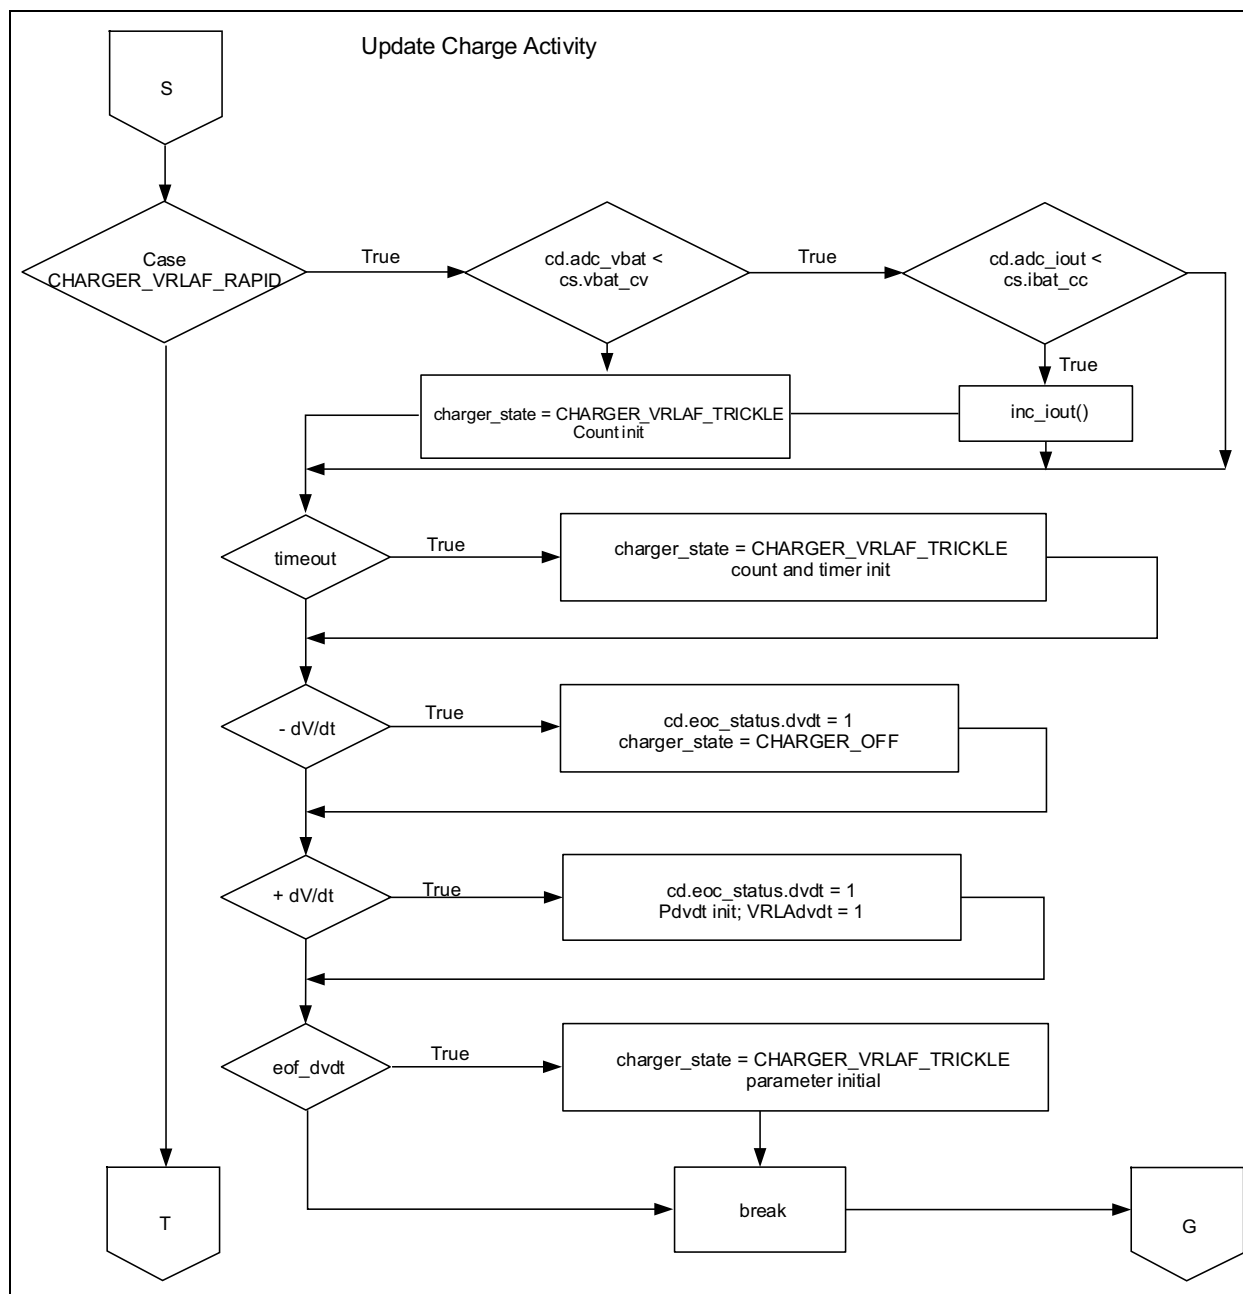 Update Charge Activity
S
Case
CHARGER_VRLAF_RAPID
True
cd.adc_vbat <
cs.vbat_cv
True
cd.adc_iout <
cs.ibat_cc
True
charger_state = CHARGER_VRLAF_TRICKLE
Count init
inc_iout()
timeout
True
charger_state = CHARGER_VRLAF_TRICKLE
count and timer init
- dV/dt
True
cd.eoc_status.dvdt = 1
charger_state = CHARGER_OFF
+ dV/dt
True
cd.eoc_status.dvdt = 1
Pdvdt init; VRLAdvdt = 1
eof_dvdt
True
charger_state = CHARGER_VRLAF_TRICKLE
parameter initial
T
break
G